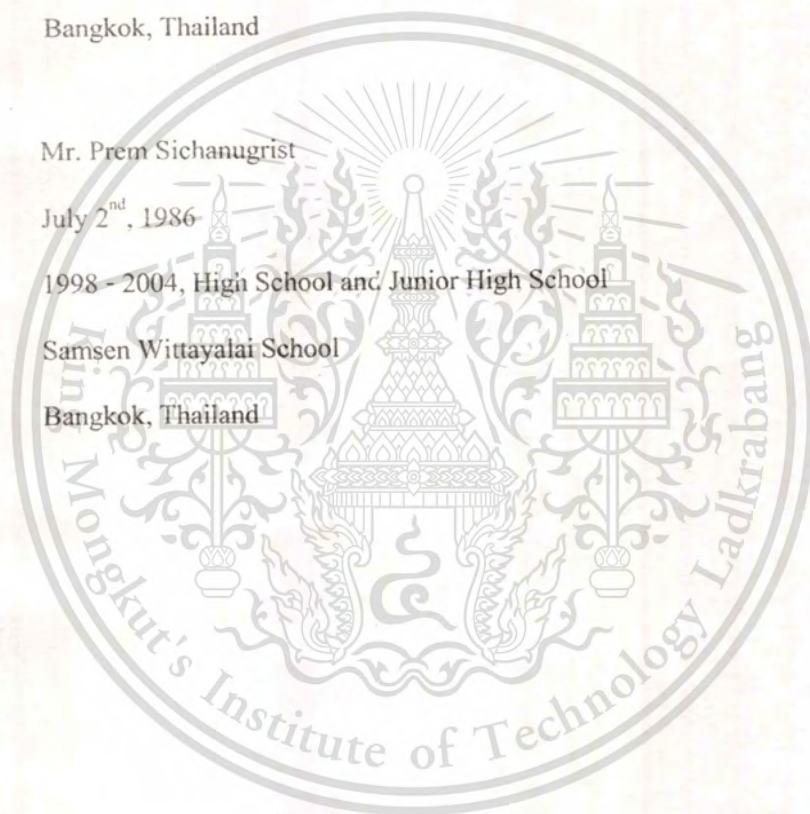 Bangkok, Thailand
Mr. Prem Sichanugrist
July 2nd, 1986
1998 - 2004, High School and Junior High School
Samsen Wittayalai School
Bangkok, Thailand
King Mongkut's Institute of Technology Ladkrabang